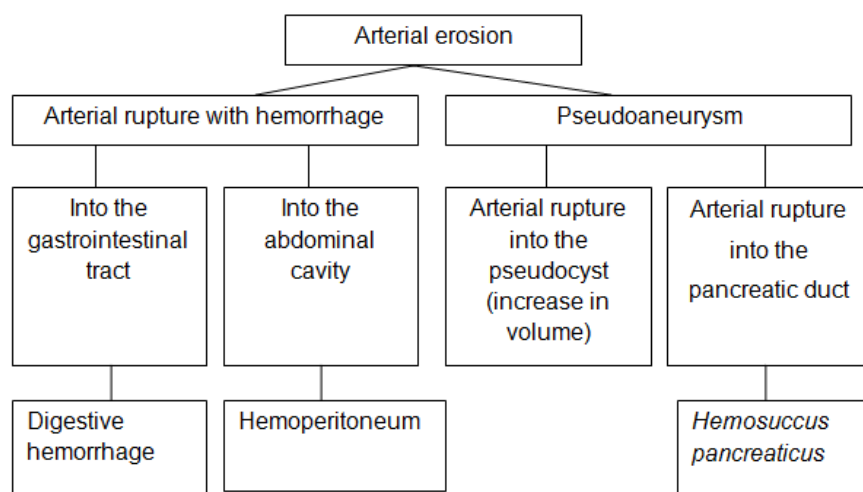 Arterial erosion
Arterial rupture with hemorrhage
Pseudoaneurysm
Into the
gastrointestinal
tract
Into the
abdominal
cavity
Arterial rupture
into the
pseudocyst
(increase in
volume)
Arterial rupture
into the
pancreatic duct
Digestive
hemorrhage
Hemoperitoneum
Hemosuccus
pancreaticus